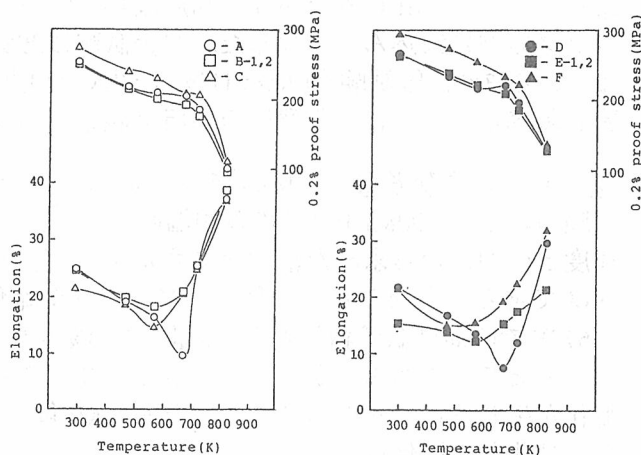 ○ - A
□ - B-1,2
△ - C
300
200
100
0.2% proof stress(MPa)
40
30
20
10
0
Elongation(%)
300 400 500 600 700 800 900
Temperature(K)
● - D
■ - E-1,2
▲ - F
300
200
100
0.2% proof stress(MPa)
40
30
20
10
0
Elongation(%)
300 400 500 600 700 800 900
Temperature(K)